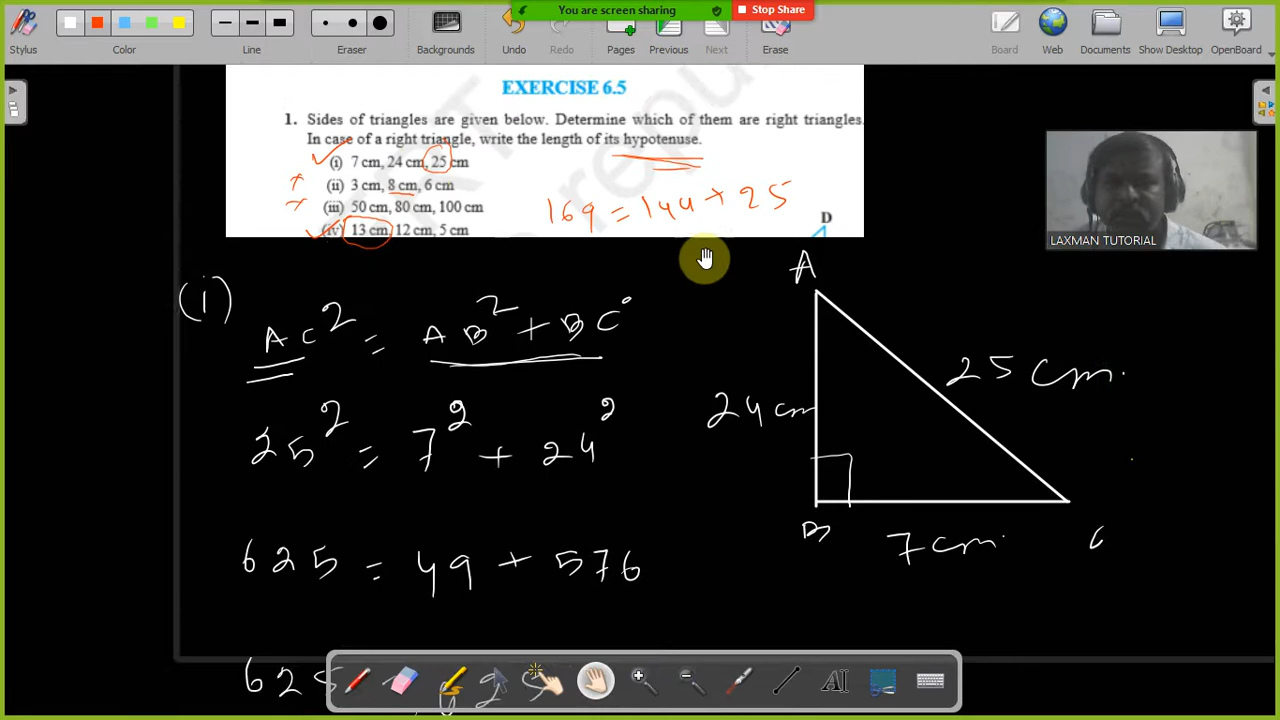 You are screen sharing Stop Share
Stylus Color Line Eraser Backgrounds Undo Redo Pages Previous Next Erase Board Web Documents Show Desktop OpenBoard
EXERCISE 6.5
1. Sides of triangles are given below. Determine which of them are right triangles.
In case of a right triangle, write the length of its hypotenuse.
(i) 7 cm, 24 cm, 25 cm
(ii) 3 cm, 8 cm, 6 cm
(iii) 50 cm, 80 cm, 100 cm
(iv) 13 cm, 12 cm, 5 cm
169 = 144 + 25
D
LAXMAN TUTORIAL
(i)
AC² = AB² + BC²
25² = 7² + 24²
625 = 49 + 576
625
A
25 cm.
24 cm
B
7 cm.
C